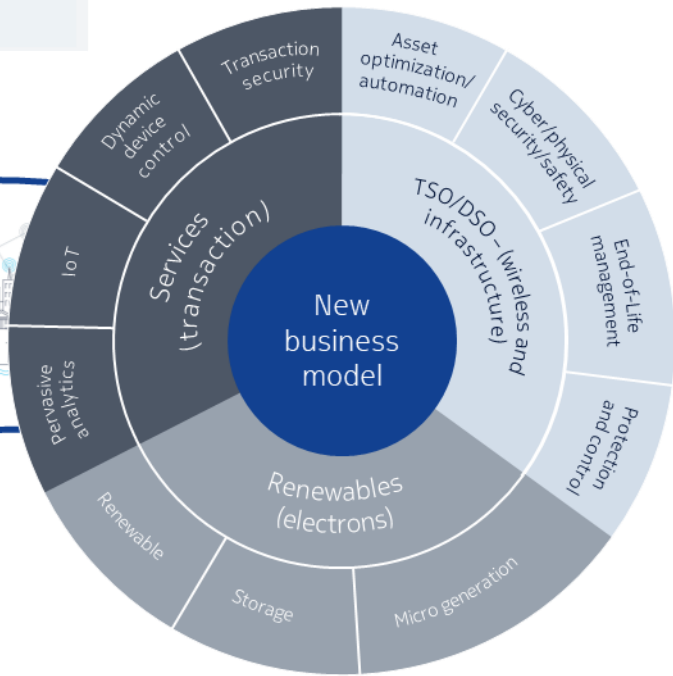 New
business
model
TSO/DSO – (wireless and
infrastructure)
Asset
optimization/
automation
Cyber/physical
security/safety
End-of-Life
management
Protection
and control
Renewables
(electrons)
Micro generation
Storage
Renewable
Services
(transaction)
Pervasive
analytics
IoT
Dynamic
device
control
Transaction
security